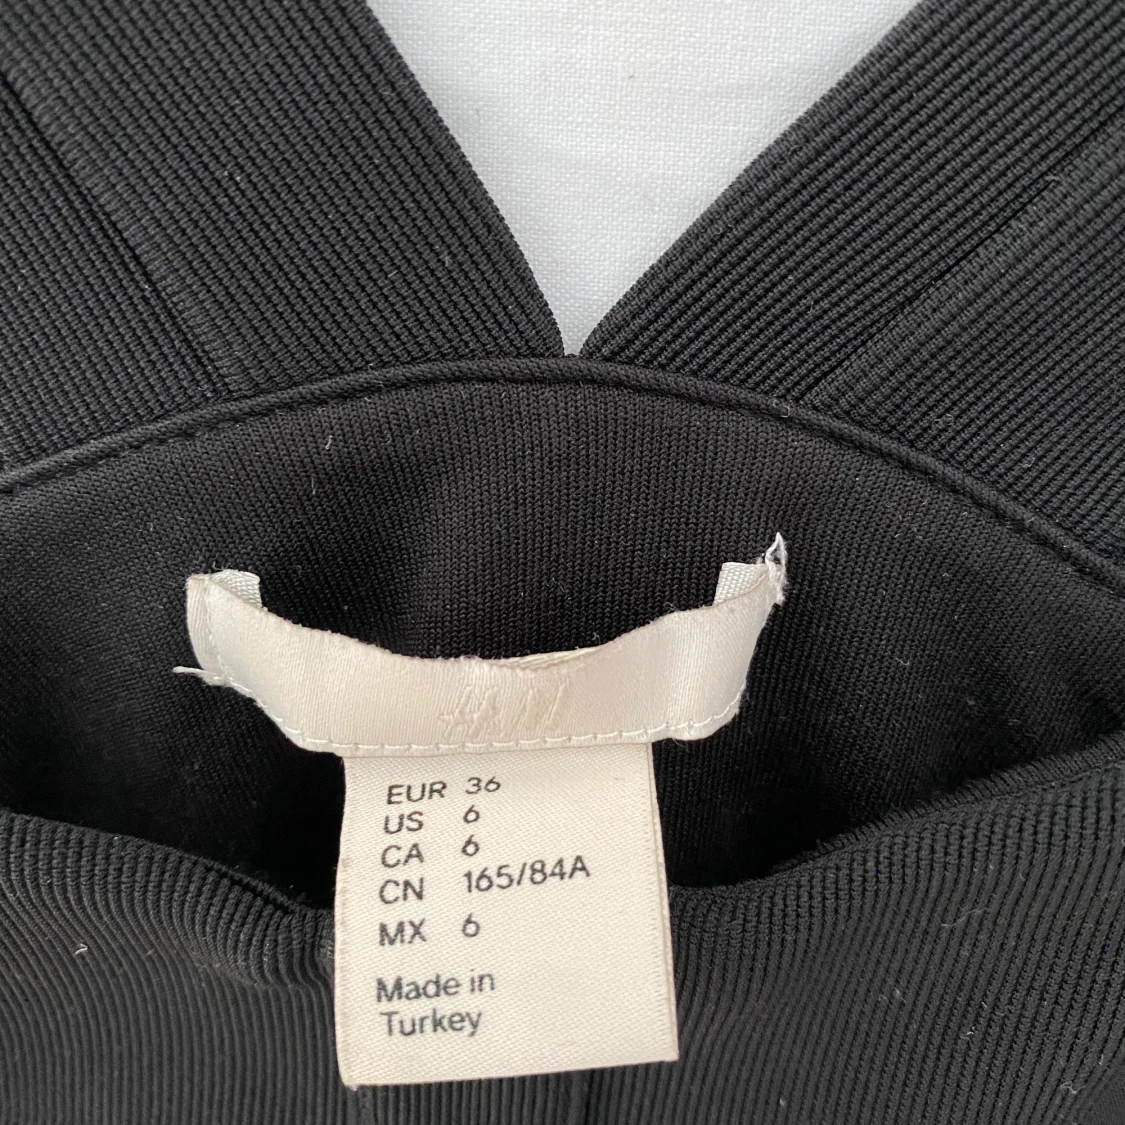 H&M
EUR 36
US 6
CA 6
CN 165/84A
MX 6
Made in
Turkey